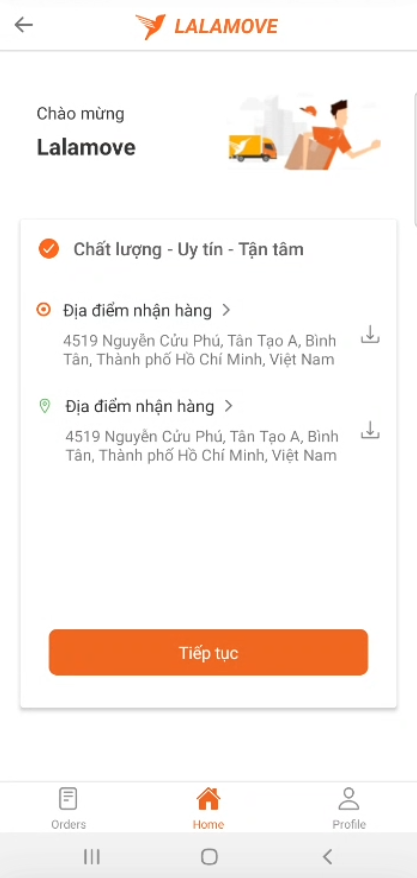 LALAMOVE
Chào mừng
Lalamove
Chất lượng - Uy tín - Tận tâm
Địa điểm nhận hàng
4519 Nguyễn Cửu Phú, Tân Tạo A, Bình
Tân, Thành phố Hồ Chí Minh, Việt Nam
Địa điểm nhận hàng
4519 Nguyễn Cửu Phú, Tân Tạo A, Bình
Tân, Thành phố Hồ Chí Minh, Việt Nam
Tiếp tục
Orders
Home
Profile